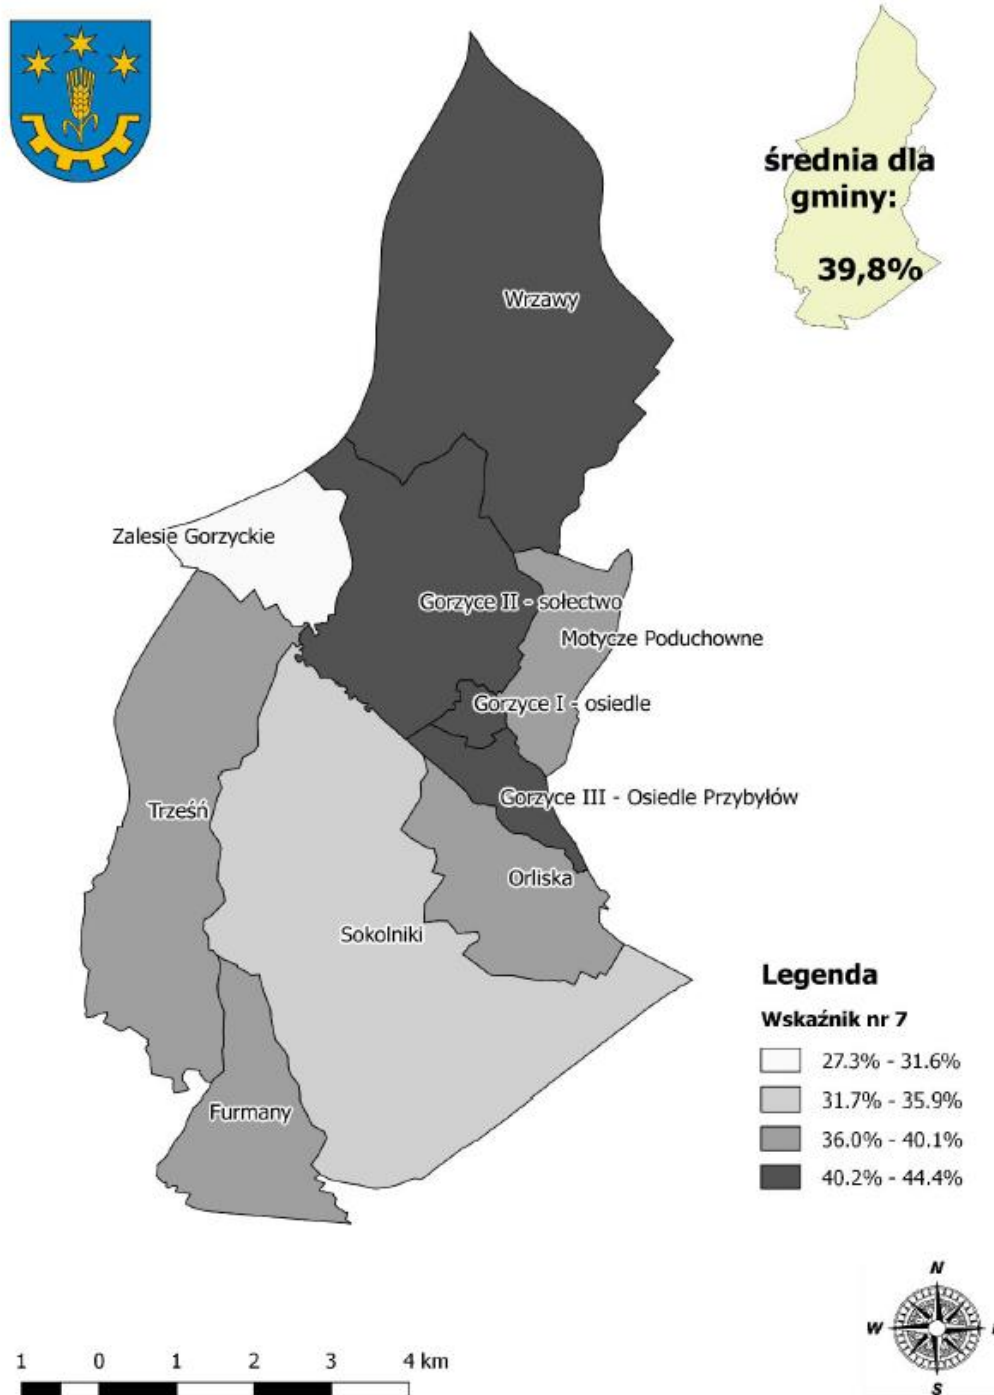 średnia dla
gminy:
39,8%
Wrzawy
Zalesie Gorzyckie
Gorzyce II - sołectwo
Motycze Poduchowne
Gorzyce I - osiedle
Gorzyce III - Osiedle Przybyłów
Trześń
Orliska
Sokolniki
Furmany
Legenda
Wskaźnik nr 7
27.3% - 31.6%
31.7% - 35.9%
36.0% - 40.1%
40.2% - 44.4%
N
W
S
1 0 1 2 3 4 km